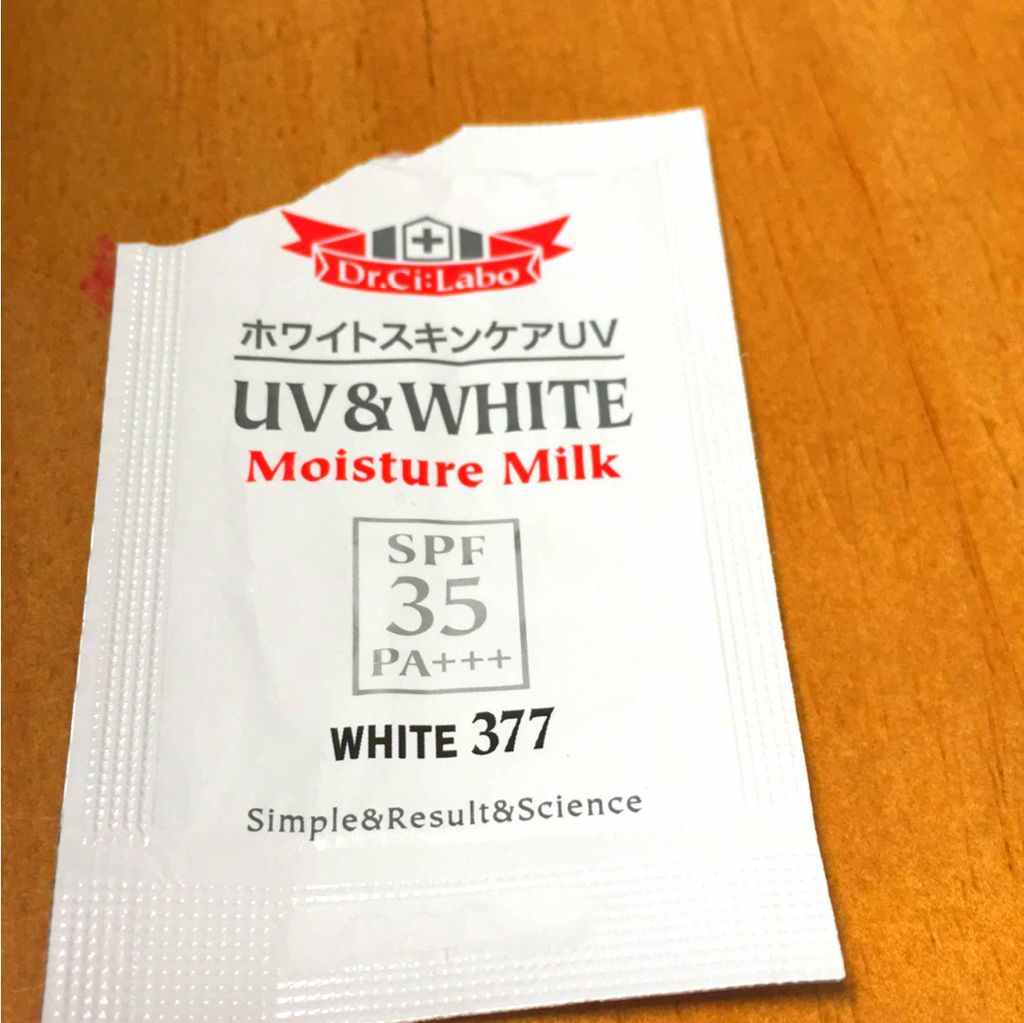 Dr.Ci:Labo
ホワイトスキンケアUV
UV&WHITE
Moisture Milk
SPF
35
PA+++
WHITE 377
Simple&Result&Science